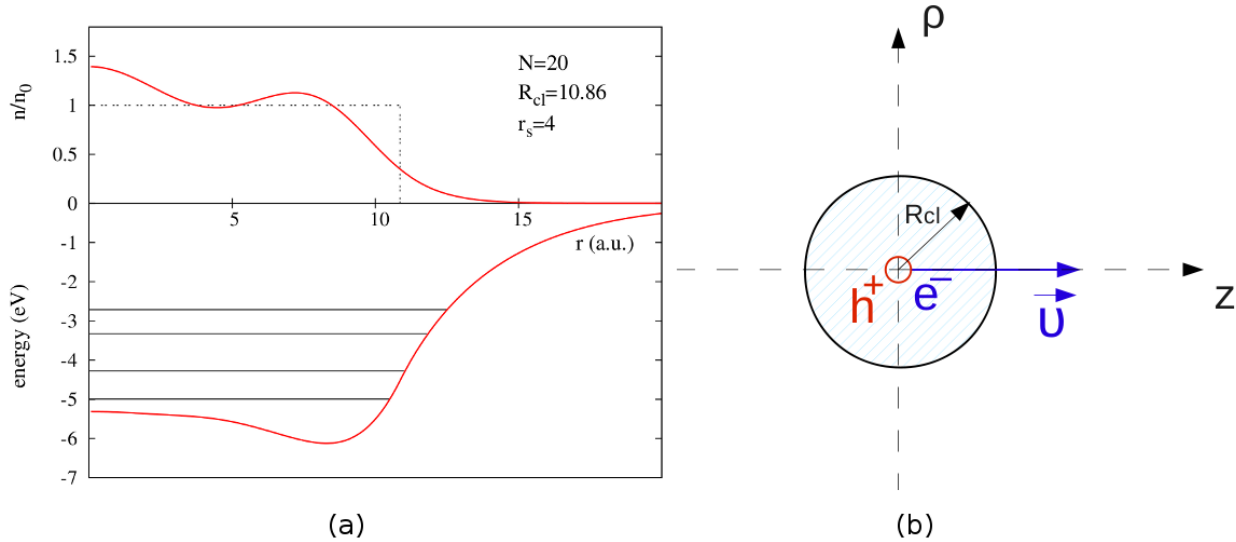 n/n₀
1.5
1
0.5
0
N=20
R_cl=10.86
r_s=4
5
10
15
r (a.u.)
energy (eV)
-1
-2
-3
-4
-5
-6
-7
(a)
ρ
Rcl
h⁺
e⁻
υ
z
(b)